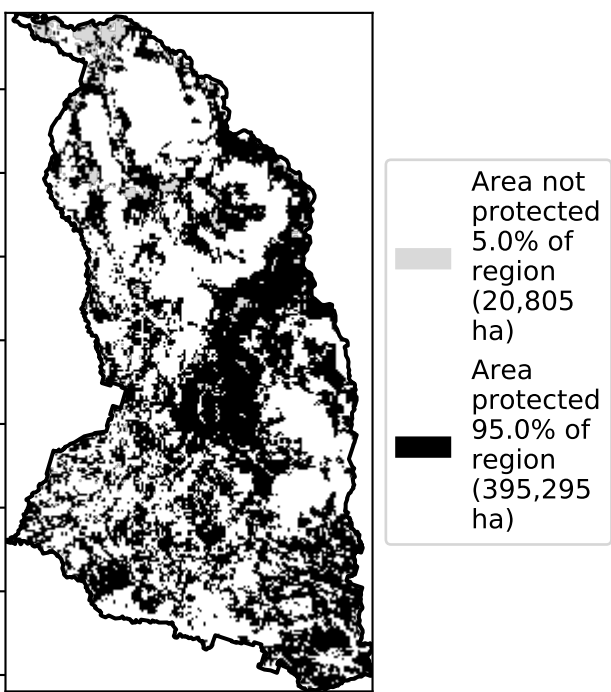 Area not
protected
5.0% of
region
(20,805
ha)
Area
protected
95.0% of
region
(395,295
ha)